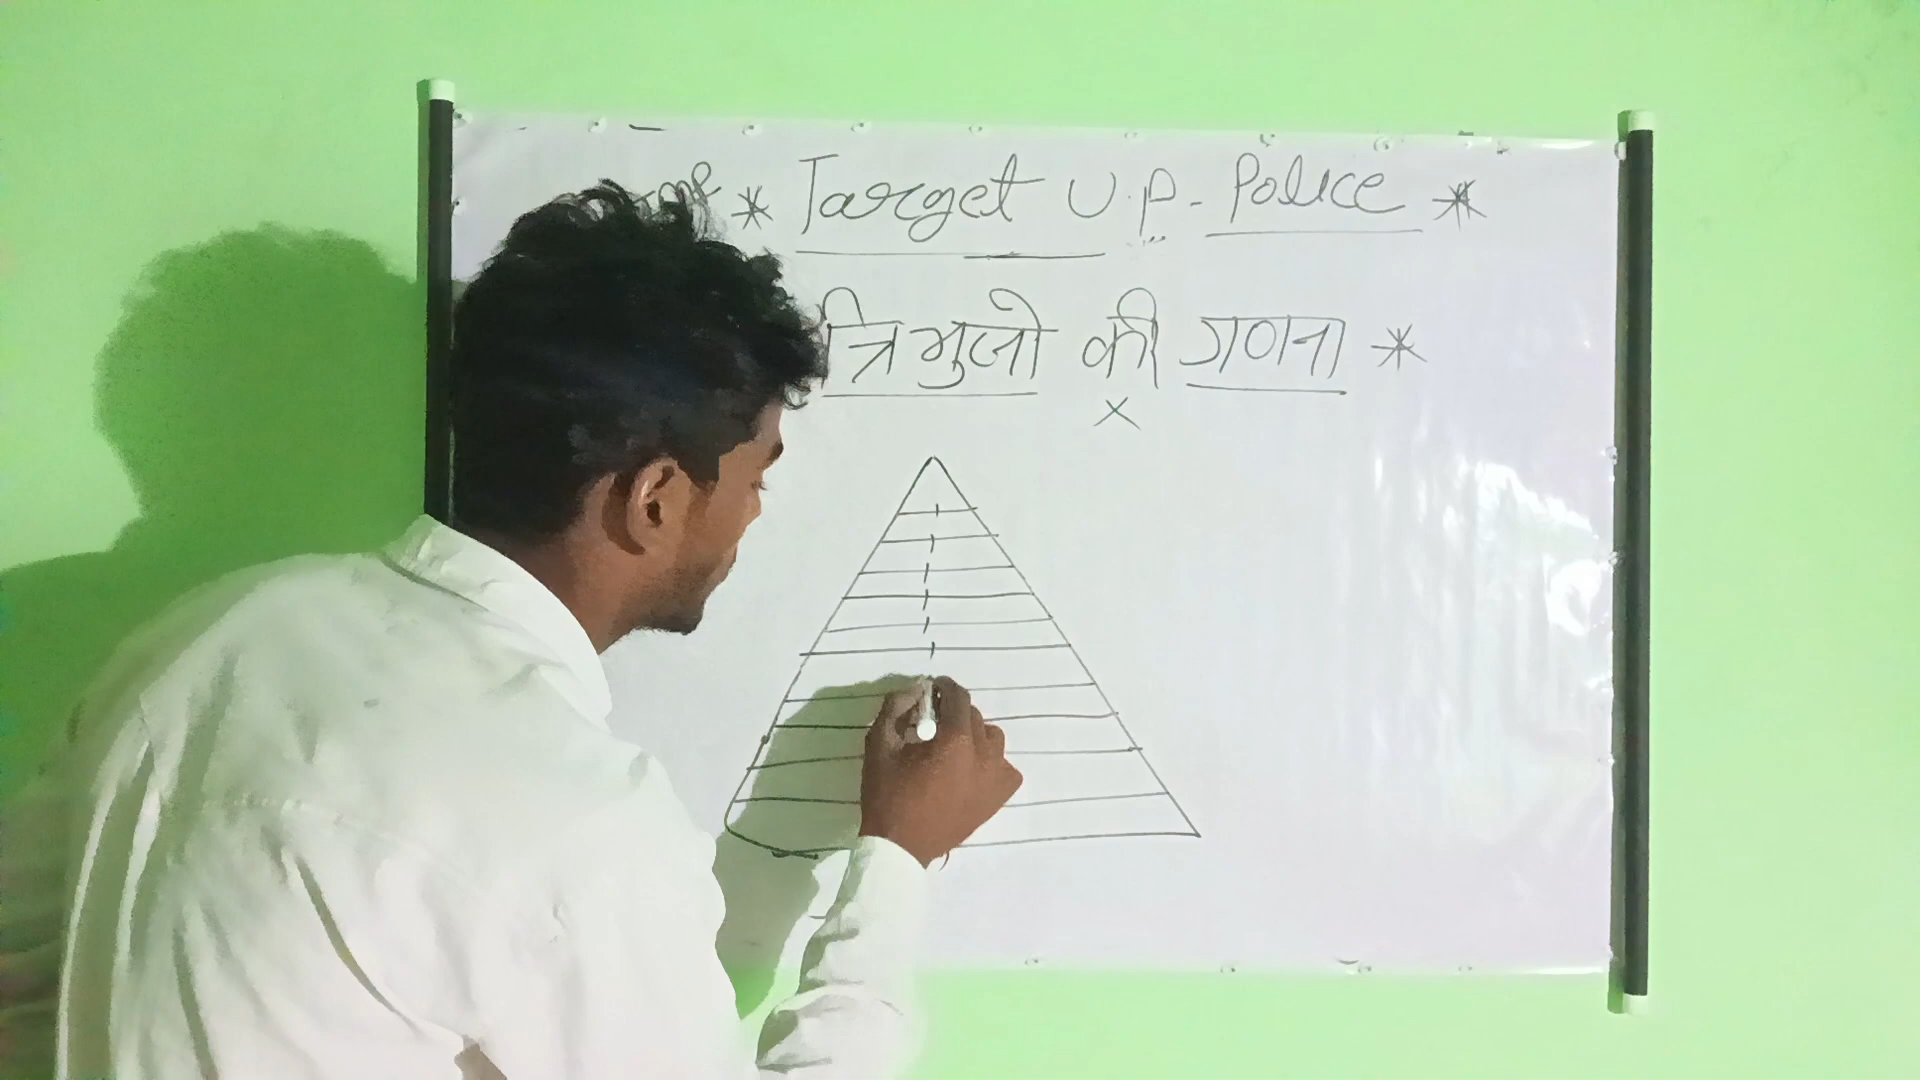 * Target U.P. Police *
त्रिभुजो की गणना *
×